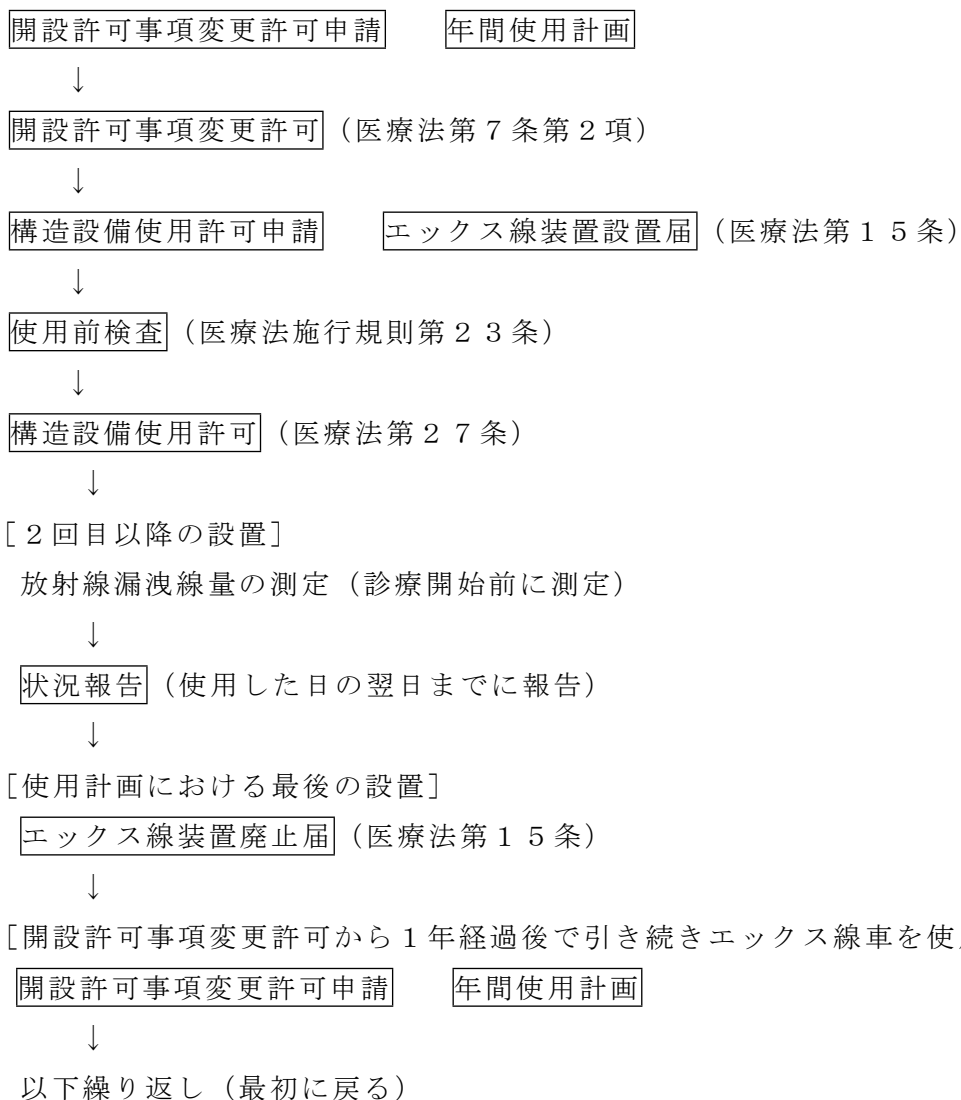 開設許可事項変更許可申請 年間使用計画
↓
開設許可事項変更許可（医療法第７条第２項）
↓
構造設備使用許可申請 エックス線装置設置届（医療法第１５条）
↓
使用前検査（医療法施行規則第２３条）
↓
構造設備使用許可（医療法第２７条）
↓
［２回目以降の設置］
放射線漏洩線量の測定（診療開始前に測定）
↓
状況報告（使用した日の翌日までに報告）
↓
［使用計画における最後の設置］
エックス線装置廃止届（医療法第１５条）
↓
［開設許可事項変更許可から１年経過後で引き続きエックス線車を使
開設許可事項変更許可申請 年間使用計画
↓
以下繰り返し（最初に戻る）